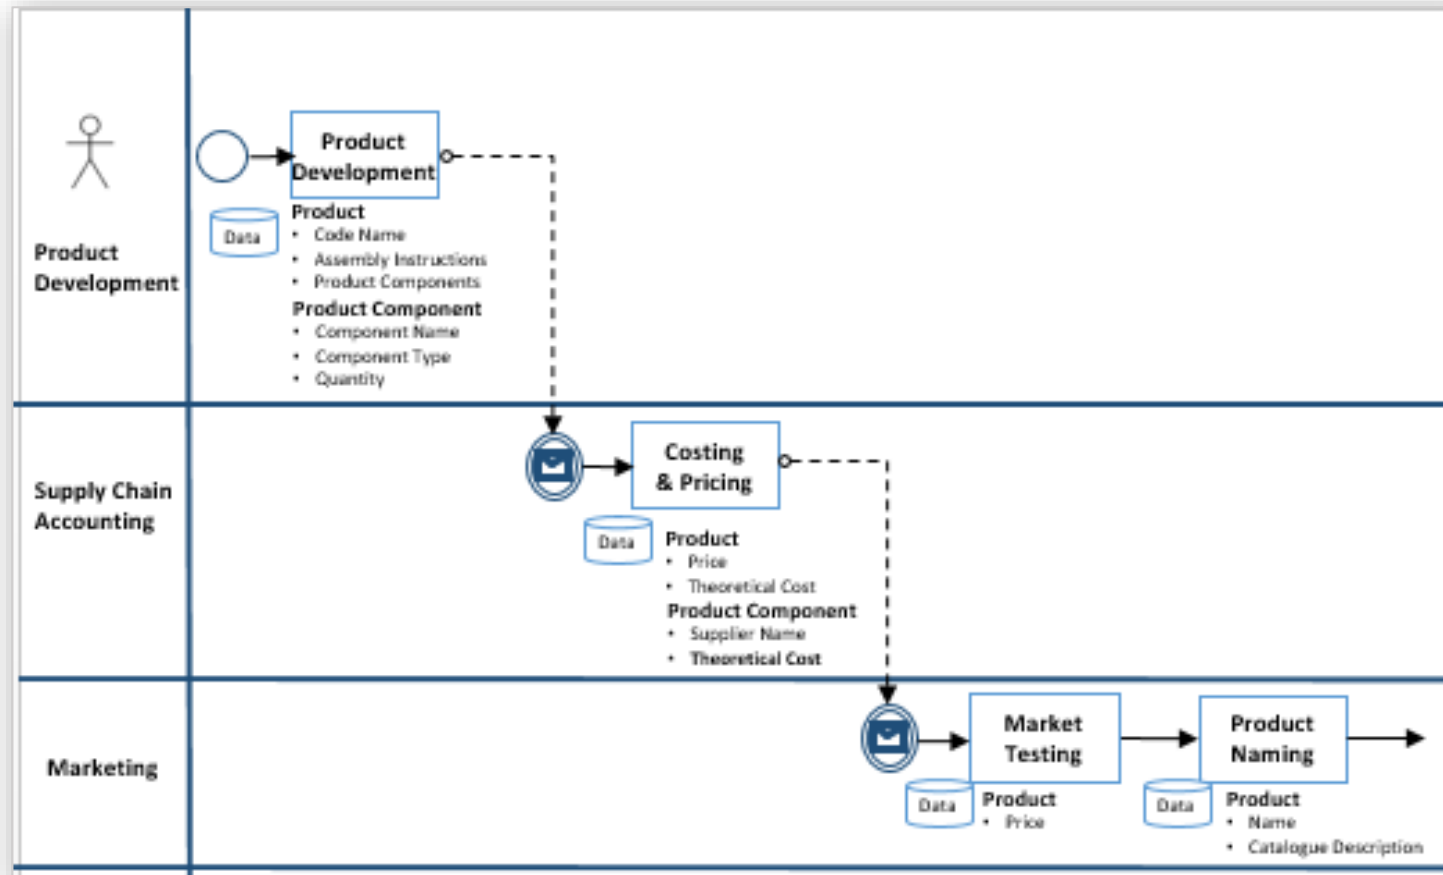 Product
Development
Product
Development
Data
Product
• Code Name
• Assembly Instructions
• Product Components
Product Component
• Component Name
• Component Type
• Quantity
Supply Chain
Accounting
Costing
& Pricing
Data
Product
• Price
• Theoretical Cost
Product Component
• Supplier Name
• Theoretical Cost
Marketing
Market
Testing
Data
Product
• Price
Product
Naming
Data
Product
• Name
• Catalogue Description